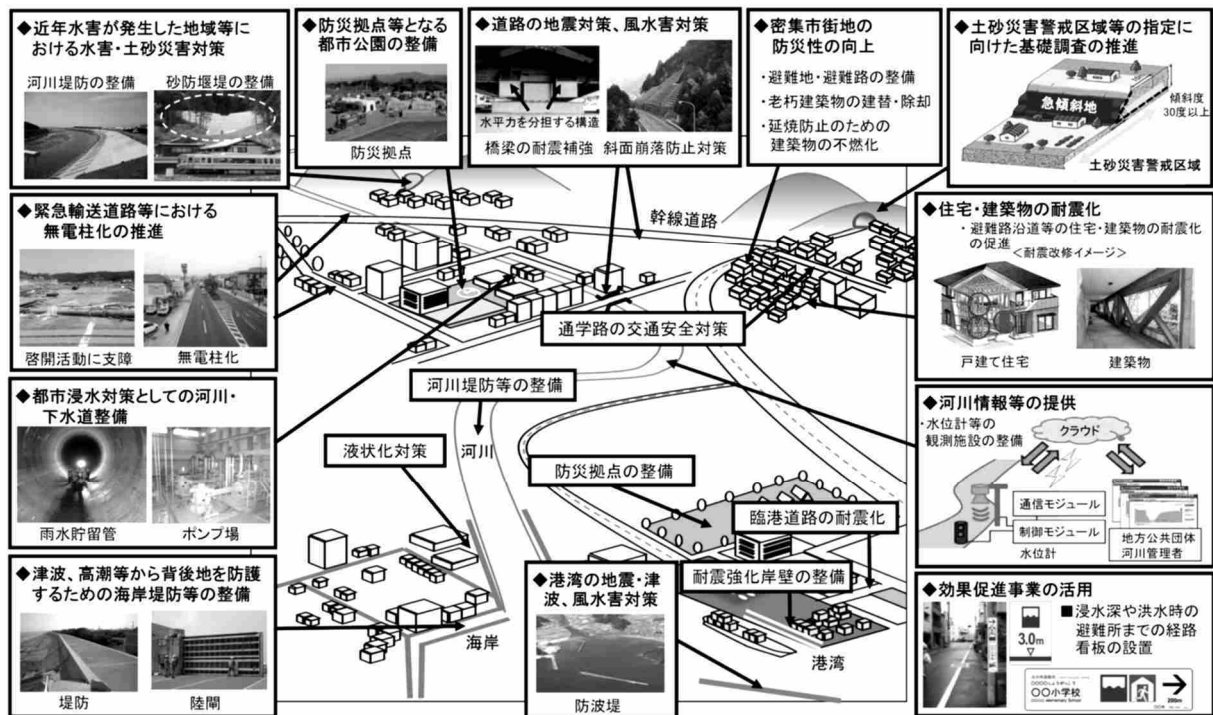 ◆近年水害が発生した地域等に
おける水害・土砂災害対策
河川堤防の整備
砂防堰堤の整備
◆防災拠点等となる
都市公園の整備
防災拠点
◆道路の地震対策、風水害対策
水平力を分担する構造
橋梁の耐震補強
斜面崩落防止対策
◆密集市街地の
防災性の向上
・避難地・避難路の整備
・老朽建築物の建替・除却
・延焼防止のための
建築物の不燃化
◆土砂災害警戒区域等の指定に
向けた基礎調査の推進
急傾斜地
傾斜度
30度以上
土砂災害警戒区域
◆緊急輸送道路等における
無電柱化の推進
啓開活動に支障
無電柱化
幹線道路
通学路の交通安全対策
◆住宅・建築物の耐震化
・避難路沿道等の住宅・建築物の耐震化
の促進
<耐震改修イメージ>
戸建て住宅
建築物
◆都市浸水対策としての河川・
下水道整備
雨水貯留管
ポンプ場
河川堤防等の整備
河川
液状化対策
防災拠点の整備
臨港道路の耐震化
耐震強化岸壁の整備
◆河川情報等の提供
・水位計等の
観測施設の整備
クラウド
通信モジュール
制御モジュール
水位計
地方公共団体
河川管理者
◆津波、高潮等から背後地を防護
するための海岸堤防等の整備
堤防
陸閘
海岸
◆港湾の地震・津
波、風水害対策
防波堤
港湾
◆効果促進事業の活用
3.0m
■浸水深や洪水時の
避難所までの経路
看板の設置
〇〇小学校
200m